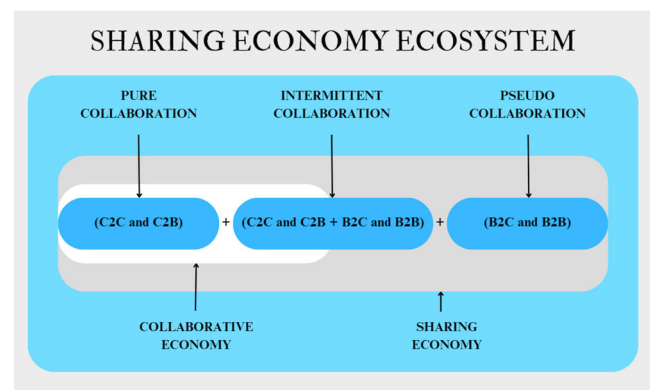 SHARING ECONOMY ECOSYSTEM
PURE
COLLABORATION
INTERMITTENT
COLLABORATION
PSEUDO
COLLABORATION
(C2C and C2B) + (C2C and C2B + B2C and B2B) + (B2C and B2B)
COLLABORATIVE
ECONOMY
SHARING
ECONOMY